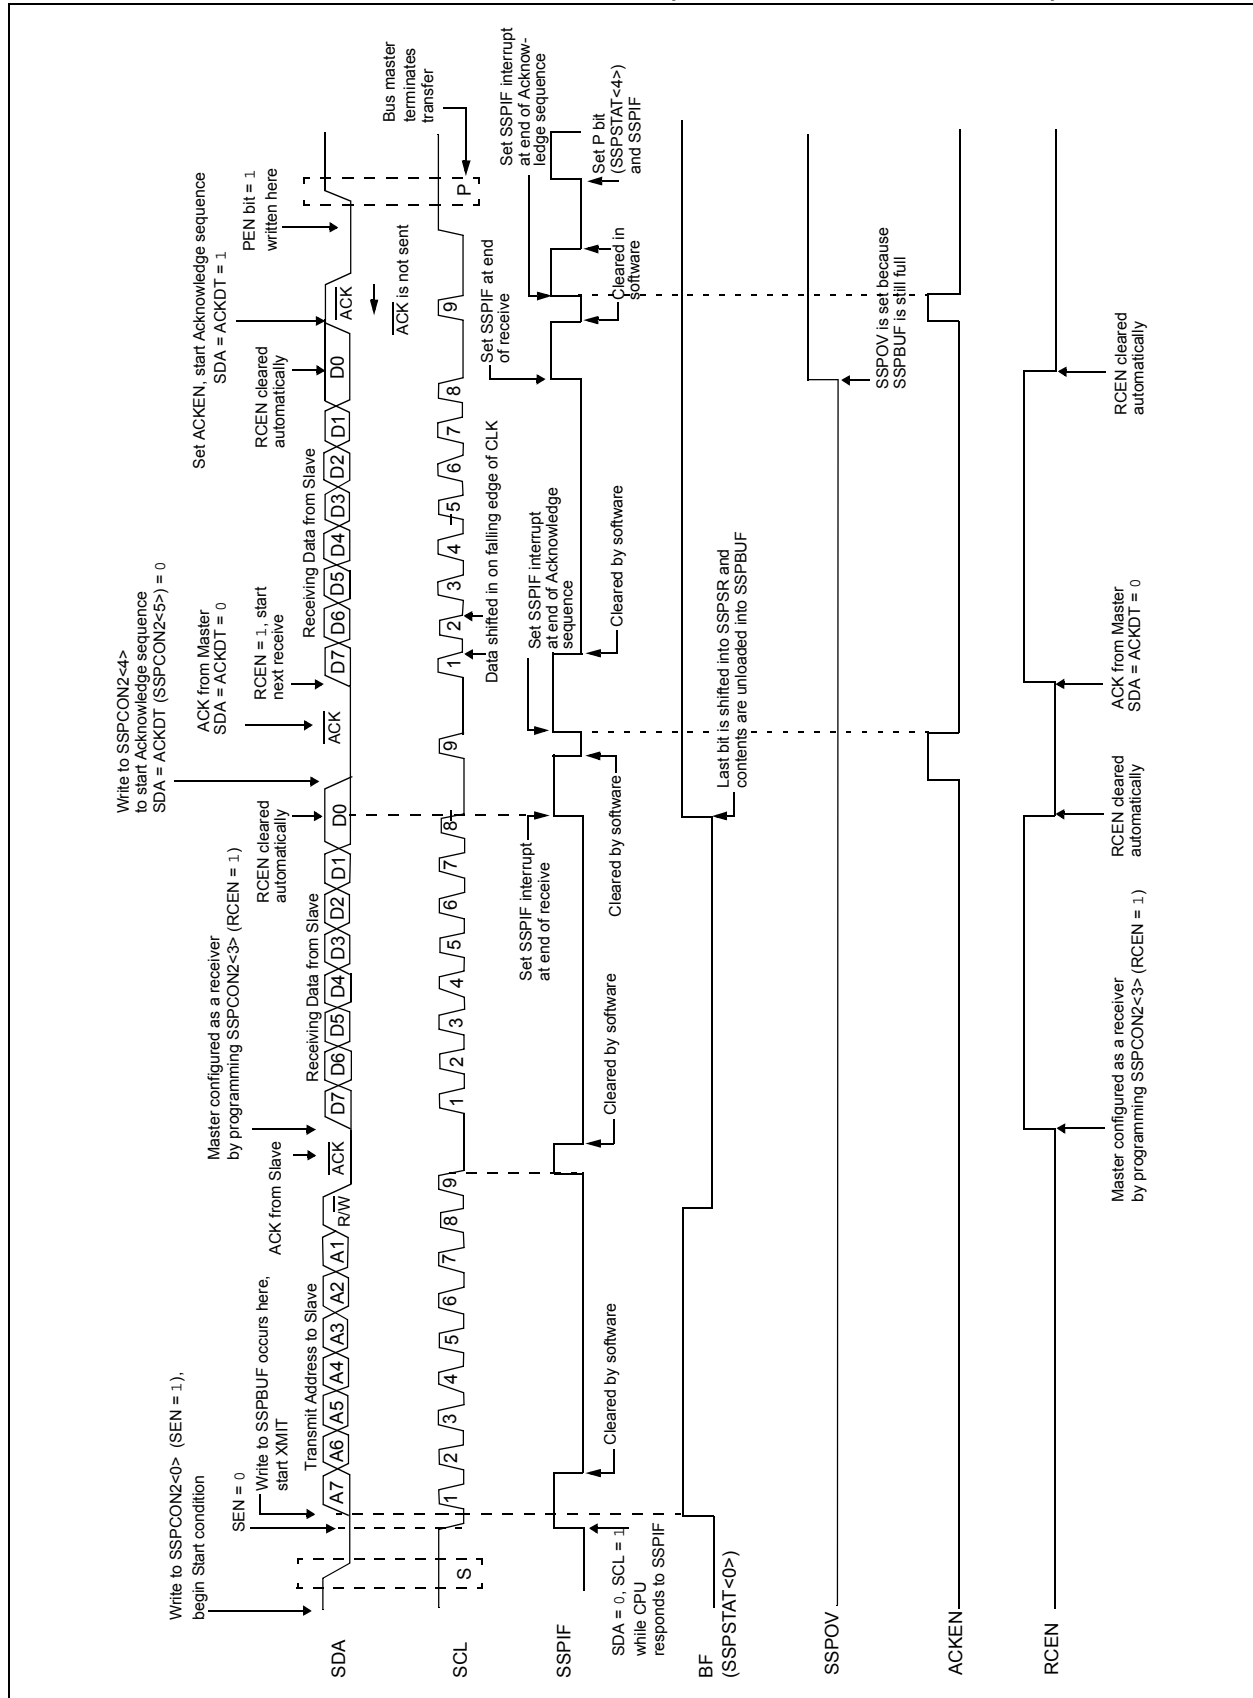 Write to SSPCON2<0> (SEN = 1),
begin Start condition
SEN = 0
Write to SSPBUF occurs here,
start XMIT
Transmit Address to Slave
ACK from Slave
Master configured as a receiver
by programming SSPCON2<3> (RCEN = 1)
Receiving Data from Slave
RCEN cleared
automatically
Write to SSPCON2<4>
to start Acknowledge sequence
SDA = ACKDT (SSPCON2<5>) = 0
ACK from Master
SDA = ACKDT = 0
RCEN = 1, start
next receive
Receiving Data from Slave
RCEN cleared
automatically
Set ACKEN, start Acknowledge sequence
SDA = ACKDT = 1
PEN bit = 1
written here
SDA
A7 A6 A5 A4 A3 A2 A1 R/W ACK D7 D6 D5 D4 D3 D2 D1 D0 ACK D7 D6 D5 D4 D3 D2 D1 D0 ACK
ACK is not sent
Bus master
terminates
transfer
SCL
S 1 2 3 4 5 6 7 8 9 1 2 3 4 5 6 7 8 9 1 2 3 4 5 6 7 8 9 P
Data shifted in on falling edge of CLK
Set SSPIF interrupt
at end of receive
Set SSPIF interrupt
at end of Acknowledge
sequence
Set SSPIF at end
of receive
Set SSPIF interrupt
at end of Acknow-
ledge sequence
SSPIF
SDA = 0, SCL = 1
while CPU
responds to SSPIF
Cleared by software
Cleared by software
Cleared by software
Cleared by software
Cleared in
software
Set P bit
(SSPSTAT<4>)
and SSPIF
BF
(SSPSTAT<0>)
Last bit is shifted into SSPSR and
contents are unloaded into SSPBUF
SSPOV
SSPOV is set because
SSPBUF is still full
ACKEN
RCEN
Master configured as a receiver
by programming SSPCON2<3> (RCEN = 1)
RCEN cleared
automatically
ACK from Master
SDA = ACKDT = 0
RCEN cleared
automatically